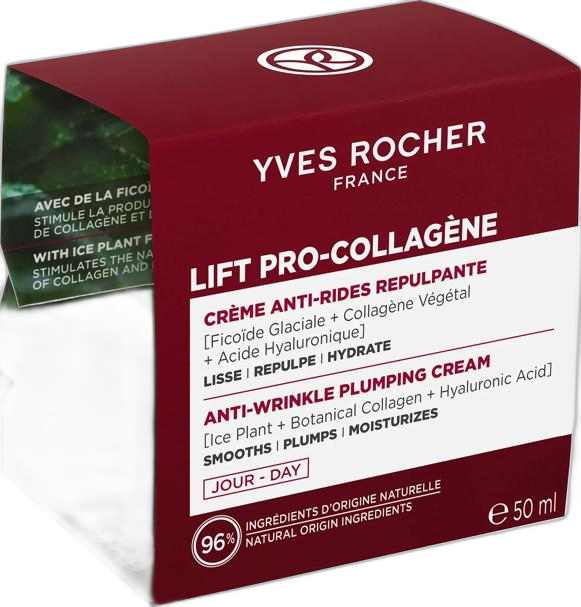 YVES ROCHER
FRANCE
LIFT PRO-COLLAGÈNE
CRÈME ANTI-RIDES REPULPANTE
[Ficoïde Glaciale + Collagène Végétal
+ Acide Hyaluronique]
LISSE | REPULPE | HYDRATE
ANTI-WRINKLE PLUMPING CREAM
[Ice Plant + Botanical Collagen + Hyaluronic Acid]
SMOOTHS | PLUMPS | MOISTURIZES
JOUR - DAY
96%
INGRÉDIENTS D'ORIGINE NATURELLE
NATURAL ORIGIN INGREDIENTS
e 50 ml
AVEC DE LA
STIMULE LA
DE COLLAGÈNE ET
WITH ICE PLANT
STIMULATES THE
OF COLLAGEN AND